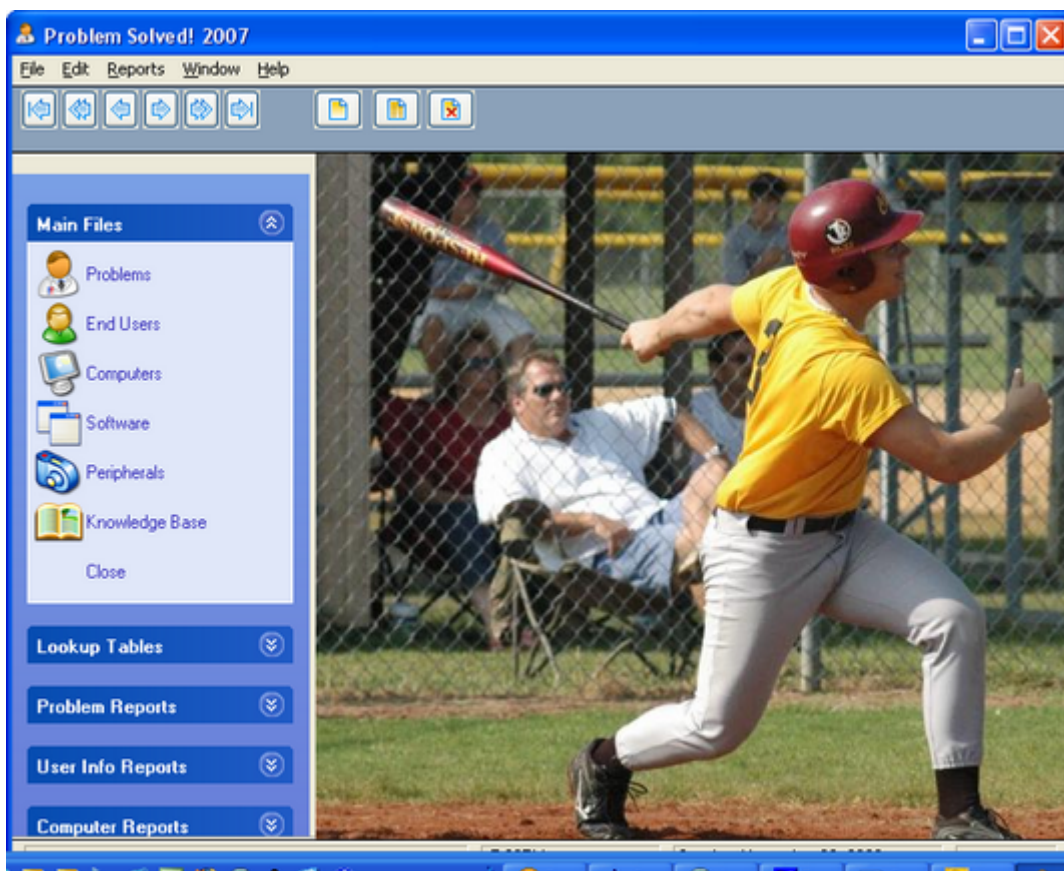 Problem Solved! 2007
File Edit Reports Window Help
Main Files
Problems
End Users
Computers
Software
Peripherals
Knowledge Base
Close
Lookup Tables
Problem Reports
User Info Reports
Computer Reports